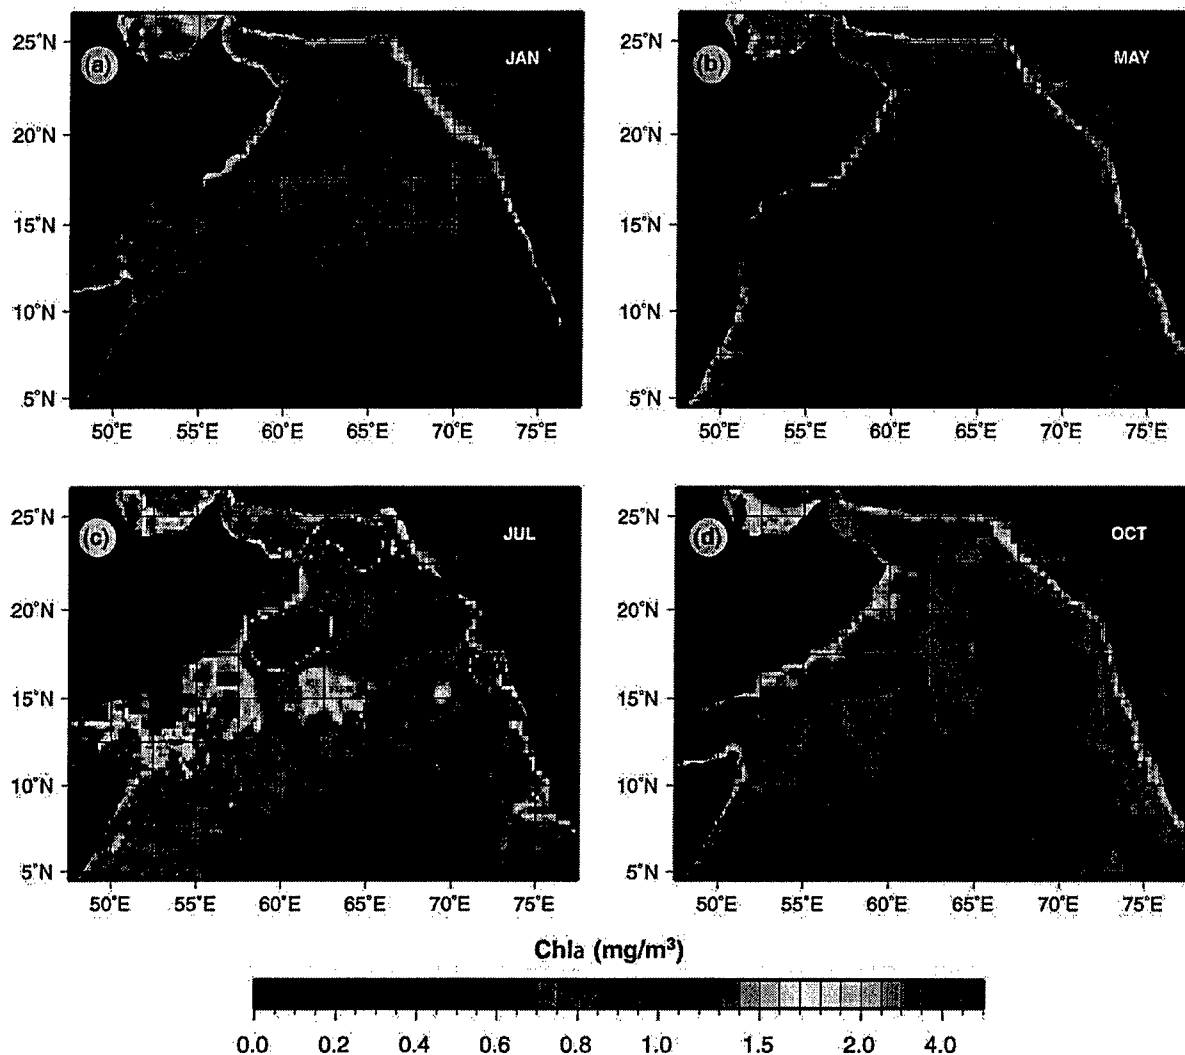 25°N
(a)
JAN
20°N
15°N
10°N
5°N
50°E 55°E 60°E 65°E 70°E 75°E
25°N
(b)
MAY
20°N
15°N
10°N
5°N
50°E 55°E 60°E 65°E 70°E 75°E
25°N
(c)
JUL
20°N
15°N
10°N
5°N
50°E 55°E 60°E 65°E 70°E 75°E
25°N
(d)
OCT
20°N
15°N
10°N
5°N
50°E 55°E 60°E 65°E 70°E 75°E
Chla (mg/m³)
0.0 0.2 0.4 0.6 0.8 1.0 1.5 2.0 4.0